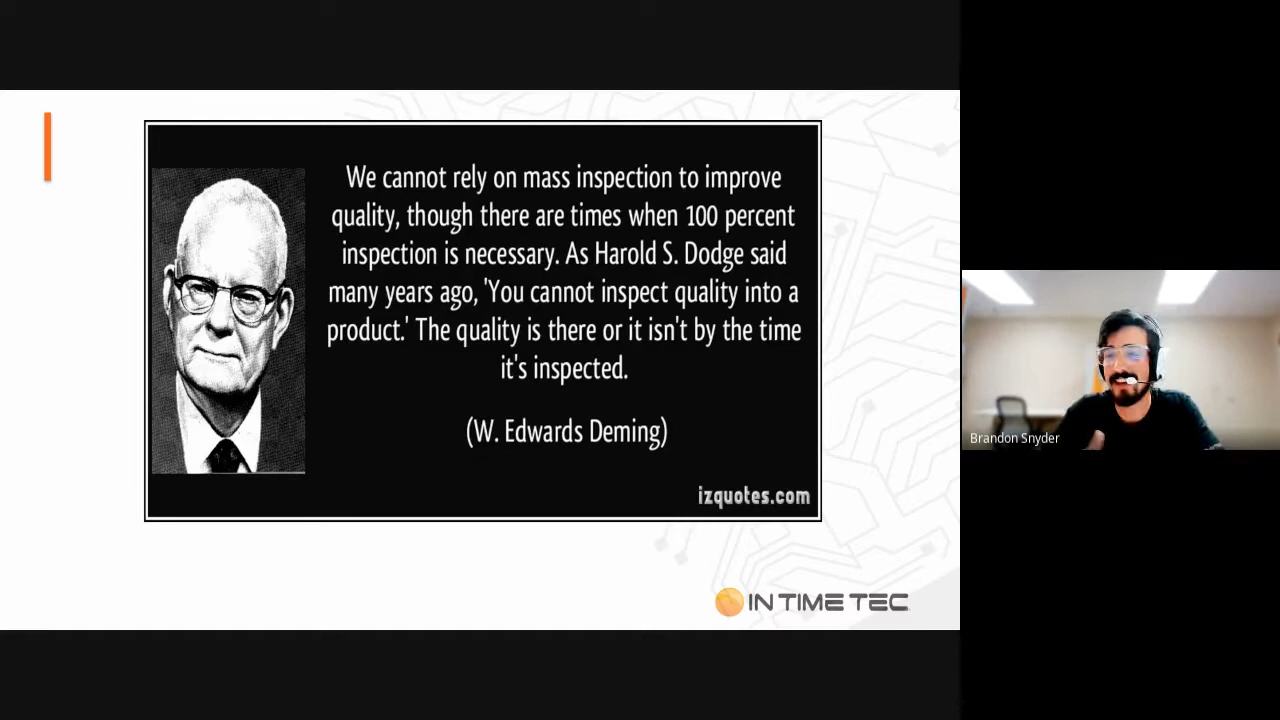 We cannot rely on mass inspection to improve
quality, though there are times when 100 percent
inspection is necessary. As Harold S. Dodge said
many years ago, 'You cannot inspect quality into a
product.' The quality is there or it isn't by the time
it's inspected.
(W. Edwards Deming)
izquotes.com
IN TIME TEC
Brandon Snyder